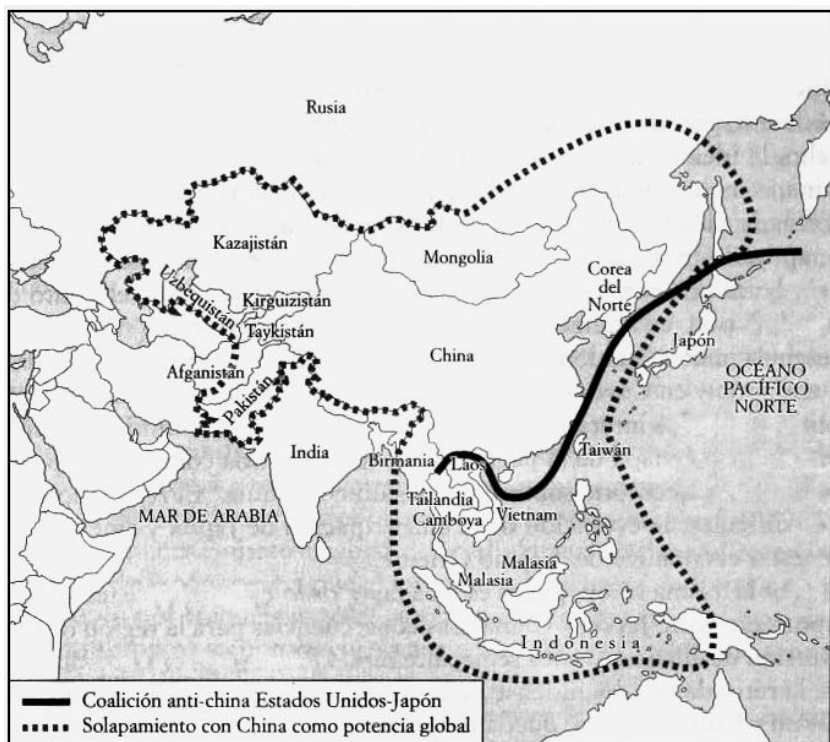 Rusia
Kazajistán
Mongolia
Uzbequistán
Kirguizistán
Corea
del
Norte
Taykistán
Japón
China
Afganistán
OCÉANO
PACÍFICO
NORTE
Pakistán
India
Taiwán
Birmania
Laos
Tailandia
Vietnam
MAR DE ARABIA
Camboya
Malasia
Malasia
Indonesia
Coalición anti-china Estados Unidos-Japón
Solapamiento con China como potencia global